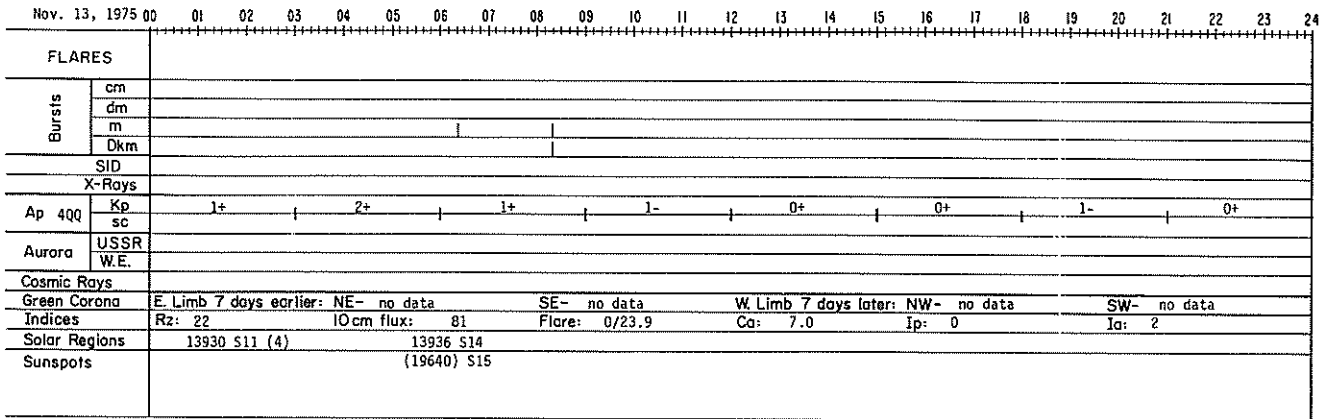 Nov. 13, 1975 00 01 02 03 04 05 06 07 08 09 10 11 12 13 14 15 16 17 18 19 20 21 22 23 24
FLARES
Bursts
cm
dm
m
Dkm
SID
X-Rays
Ap 4QQ Kp 1+ 2+ 1+ 1- 0+ 0+ 1- 0+
sc
Aurora USSR
W.E.
Cosmic Rays
Green Corona E. Limb 7 days earlier: NE- no data SE- no data W. Limb 7 days later: NW- no data SW- no data
Indices Rz: 22 10cm flux: 81 Flare: 0/23.9 Ca: 7.0 Ip: 0 Ia: 2
Solar Regions 13930 S11 (4) 13936 S14
Sunspots (19640) S15